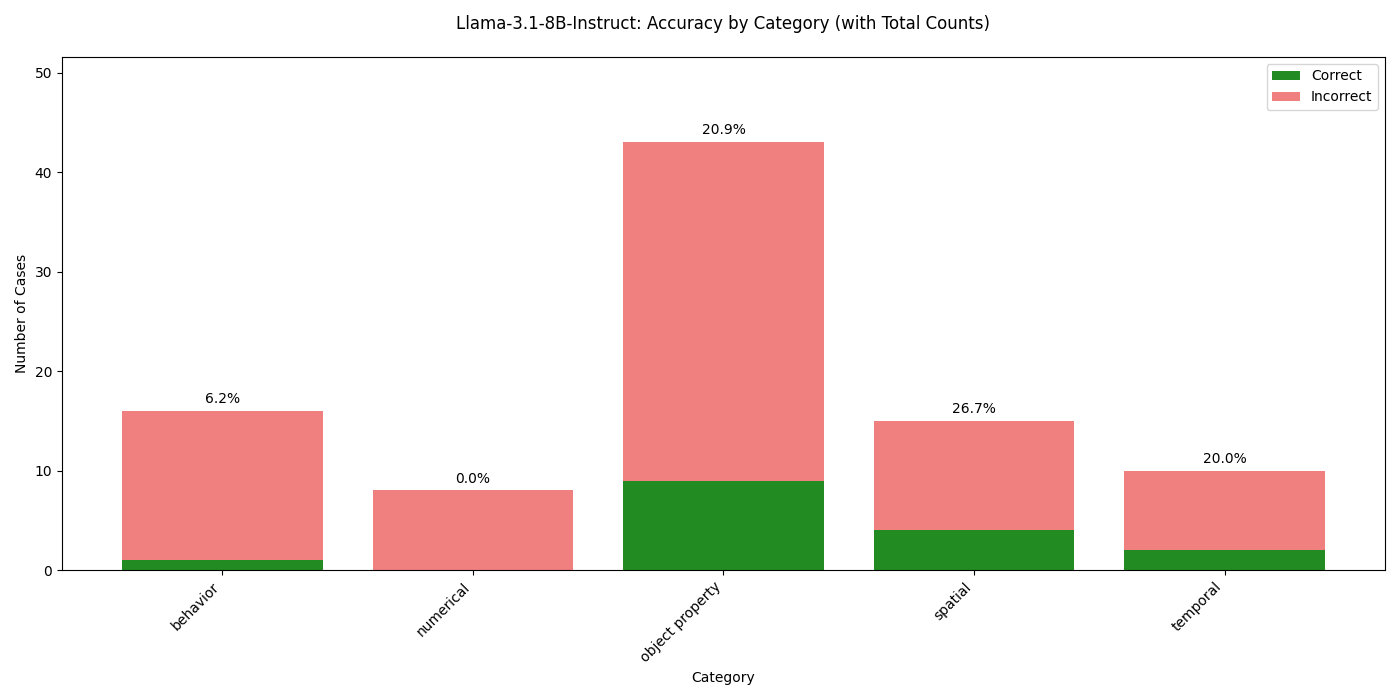 Llama-3.1-8B-Instruct: Accuracy by Category (with Total Counts)
Correct
Incorrect
Number of Cases
50
40
30
20
10
0
6.2%
0.0%
20.9%
26.7%
20.0%
behavior
numerical
object property
spatial
temporal
Category